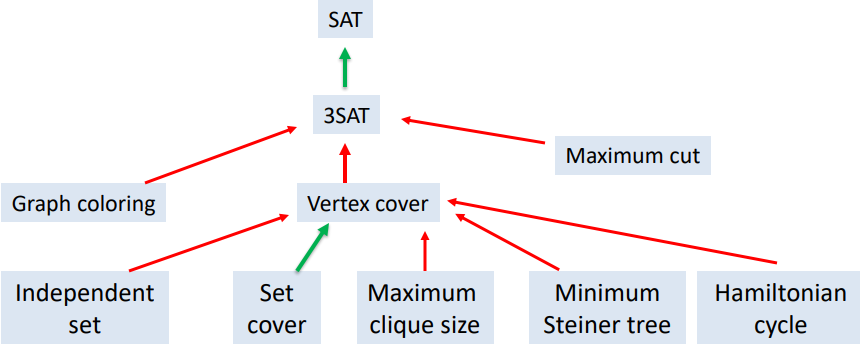 SAT
3SAT
Maximum cut
Graph coloring
Vertex cover
Independent
set
Set
cover
Maximum
clique size
Minimum
Steiner tree
Hamiltonian
cycle